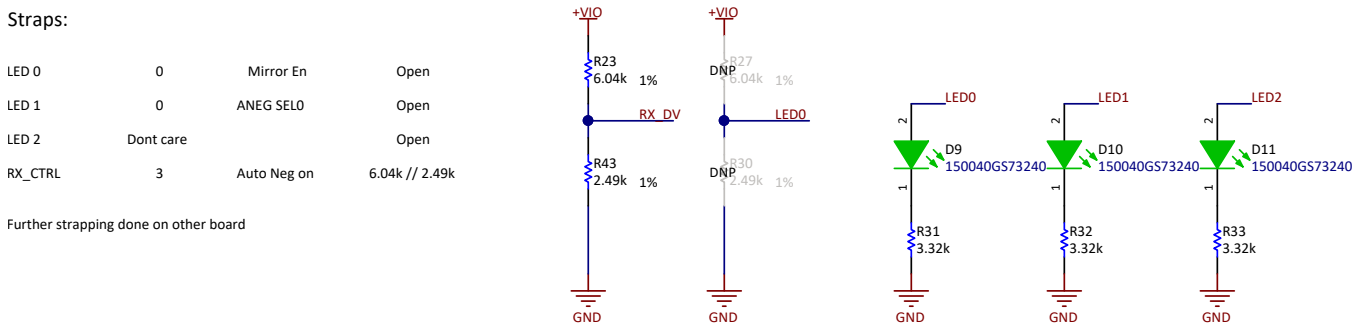 Straps:
LED 0 0 Mirror En Open
LED 1 0 ANEG SEL0 Open
LED 2 Dont care Open
RX_CTRL 3 Auto Neg on 6.04k // 2.49k
Further strapping done on other board
+VIO
R23
6.04k 1%
RX_DV
R43
2.49k 1%
GND
+VIO
R27
DNP
6.04k 1%
LED0
R30
DNP
2.49k 1%
GND
LED0
2
D9
150040GS73240
1
R31
3.32k
GND
LED1
2
D10
150040GS73240
1
R32
3.32k
GND
LED2
2
D11
150040GS73240
1
R33
3.32k
GND